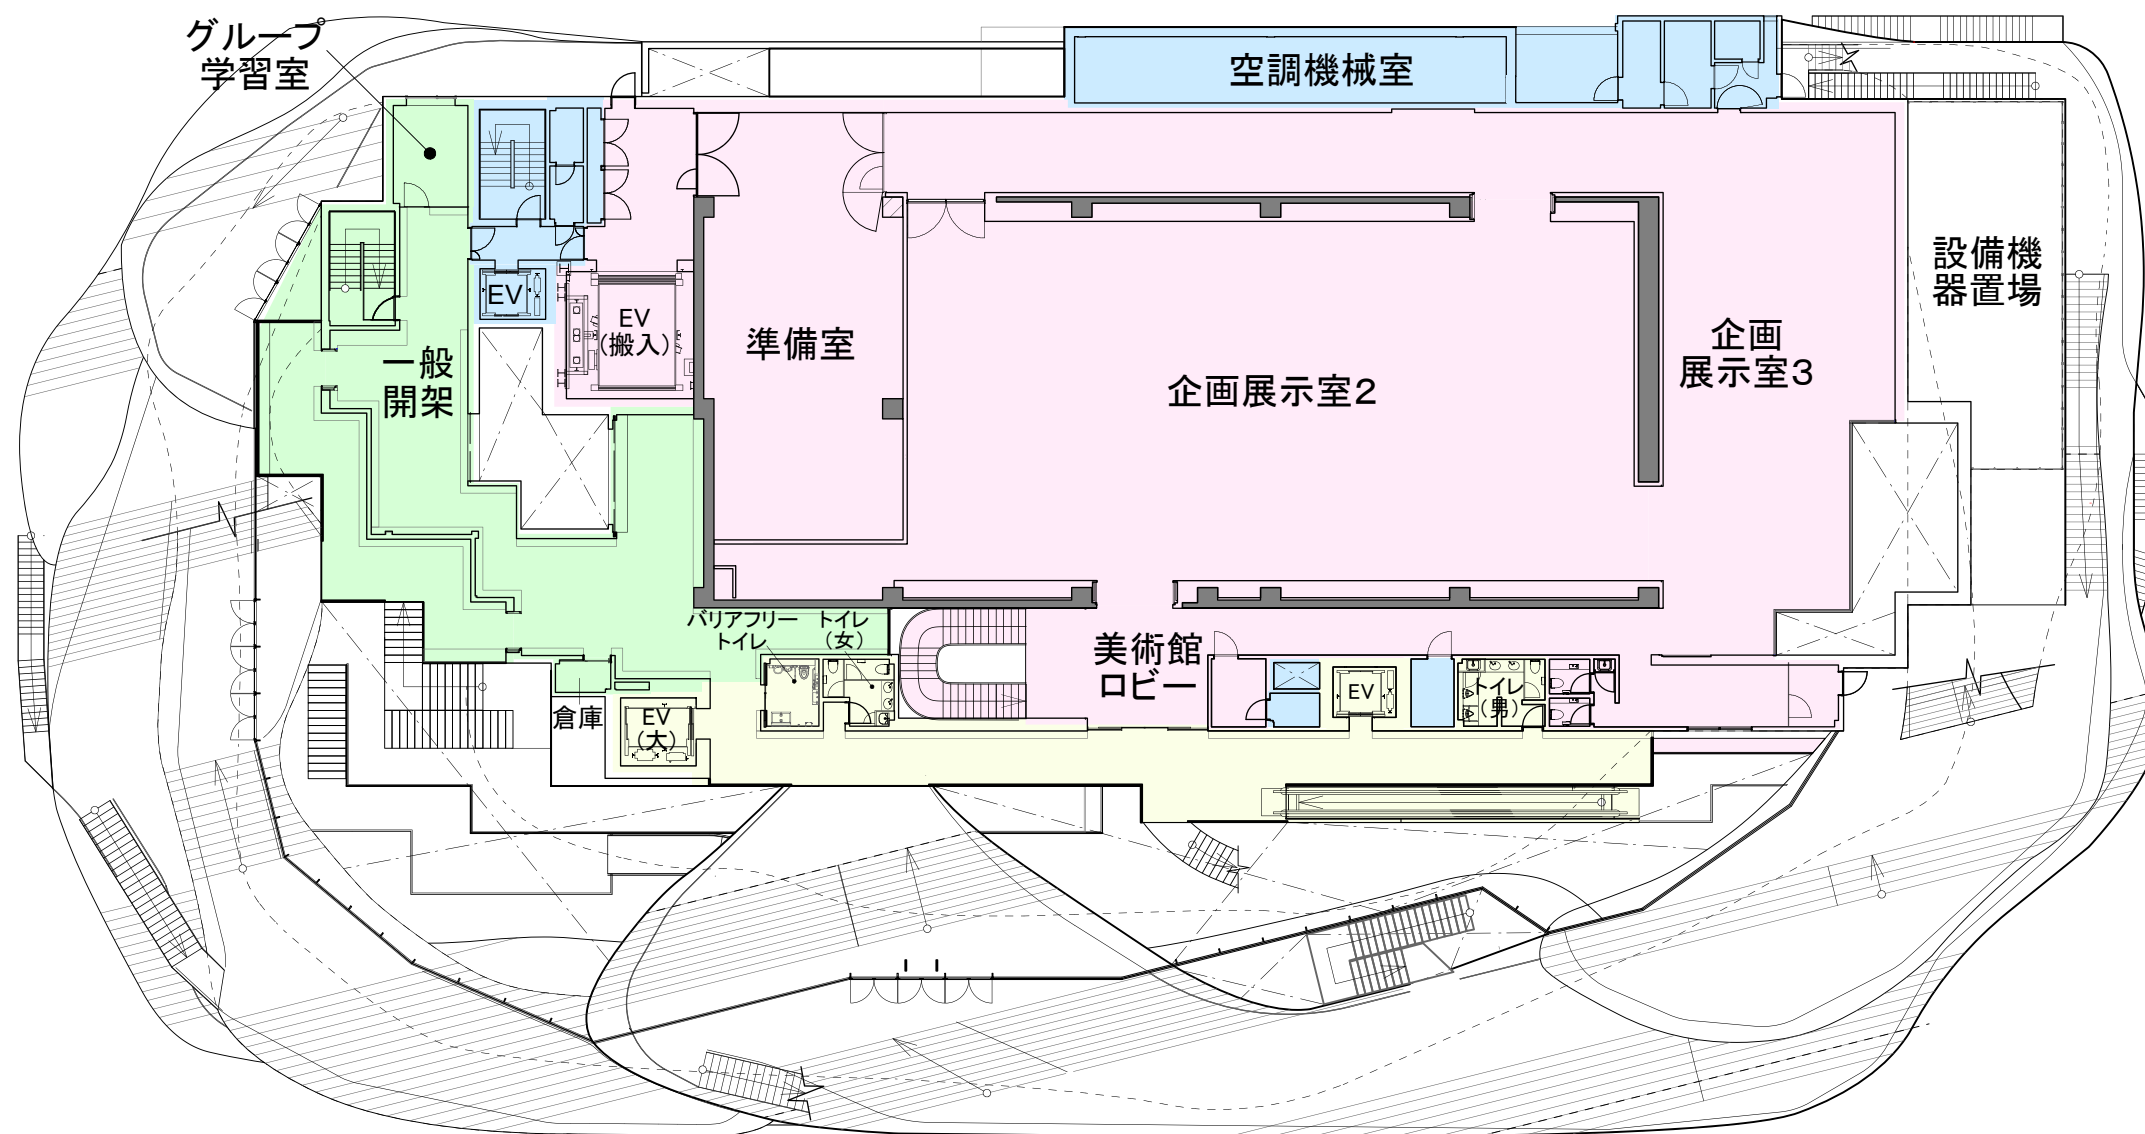 グループ
学習室
空調機械室
設備機
器置場
EV
EV
（搬入）
準備室
企画
展示室3
一般
開架
企画展示室2
バリアフリー
トイレ
トイレ
（女）
美術館
ロビー
EV
トイレ
（男）
倉庫
EV
（大）